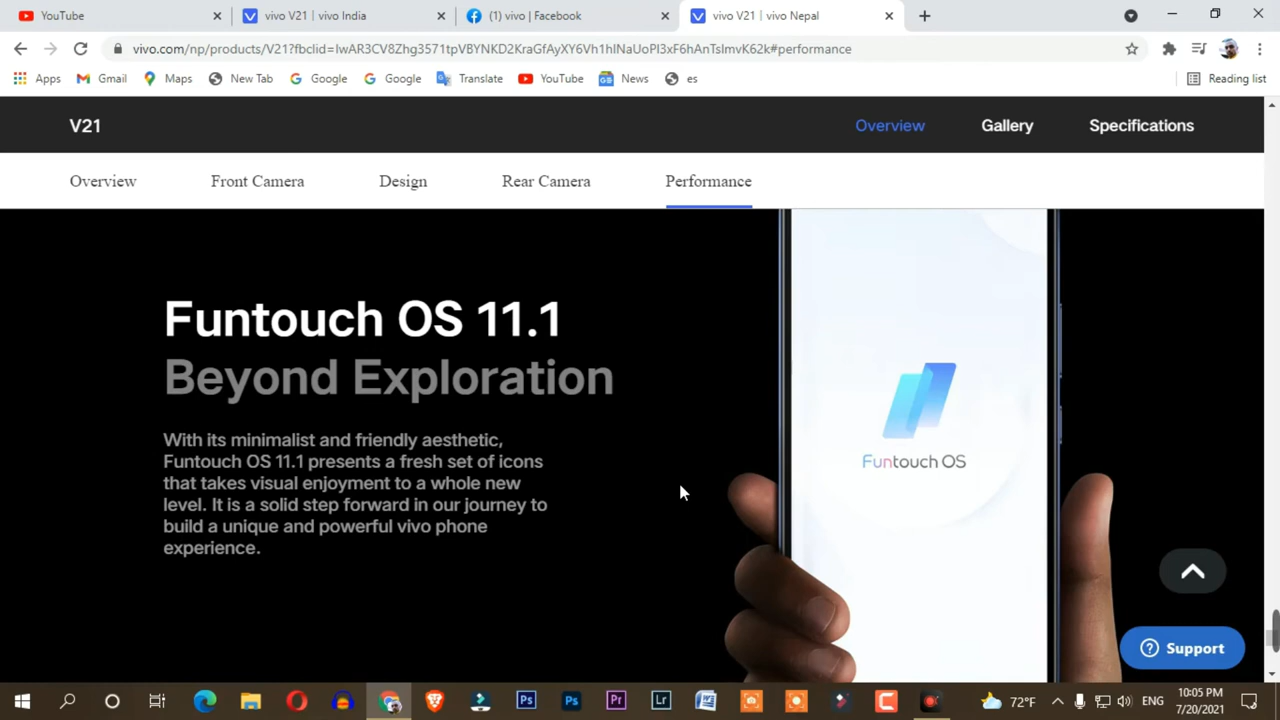 YouTube
vivo V21 | vivo India
(1) vivo | Facebook
vivo V21 | vivo Nepal
vivo.com/np/products/V21?fbclid=IwAR3CV8Zhg3571tpVBYNKD2KraGfAyXY6Vh1hINaUoPl3xF6hAnTsImvK62k#performance
Apps
Gmail
Maps
New Tab
Google
Google
Translate
YouTube
News
es
Reading list
V21
Overview
Gallery
Specifications
Overview
Front Camera
Design
Rear Camera
Performance
Funtouch OS 11.1
Beyond Exploration
With its minimalist and friendly aesthetic,
Funtouch OS 11.1 presents a fresh set of icons
that takes visual enjoyment to a whole new
level. It is a solid step forward in our journey to
build a unique and powerful vivo phone
experience.
Funtouch OS
Support
72°F
ENG
10:05 PM
7/20/2021